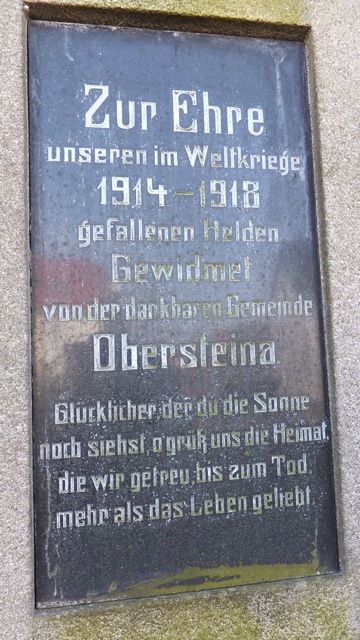 Zur Ehre
unseren im Weltkriege
1914-1918
gefallenen Helden
Gewidmet
von der dankbaren Gemeinde
Obersteina.
Glücklicher, der du die Sonne
noch siehst, o grüß uns die Heimat,
die wir getreu bis zum Tod,
mehr als das Leben geliebt.